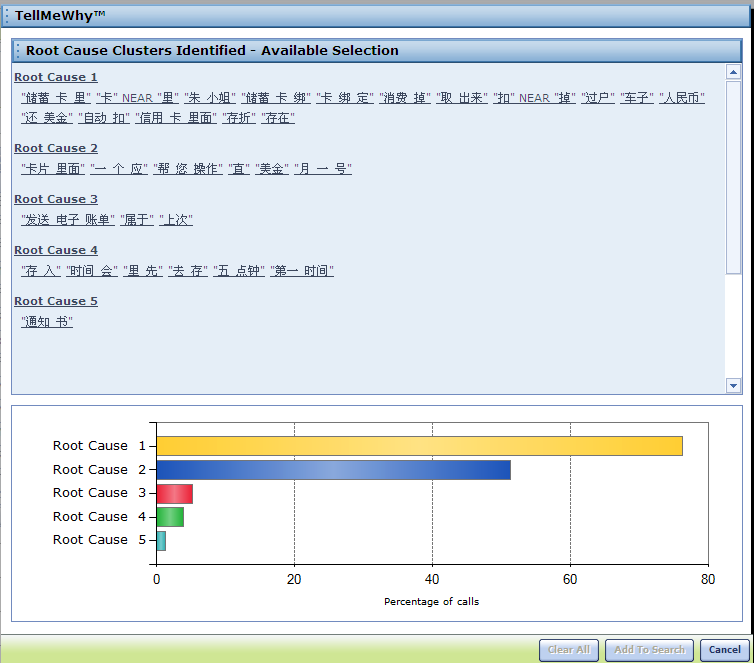 TellMeWhy™
Root Cause Clusters Identified - Available Selection
Root Cause 1
"储蓄 卡 里" "卡" NEAR "里" "朱 小姐" "储蓄 卡 绑" "卡 绑 定" "消费 掉" "取 出来" "扣" NEAR "掉" "过户" "车子" "人民币"
"还 美金" "自动 扣" "信用 卡 里面" "存折" "存在"
Root Cause 2
"卡片 里面" "一 个 应" "帮 您 操作" "直" "美金" "月 一 号"
Root Cause 3
"发送 电子 账单" "属于" "上次"
Root Cause 4
"存 入" "时间 会" "里 先" "去 存" "五 点钟" "第一 时间"
Root Cause 5
"通知 书"
Root Cause 1
Root Cause 2
Root Cause 3
Root Cause 4
Root Cause 5
0 20 40 60 80
Percentage of calls
Clear All Add To Search Cancel